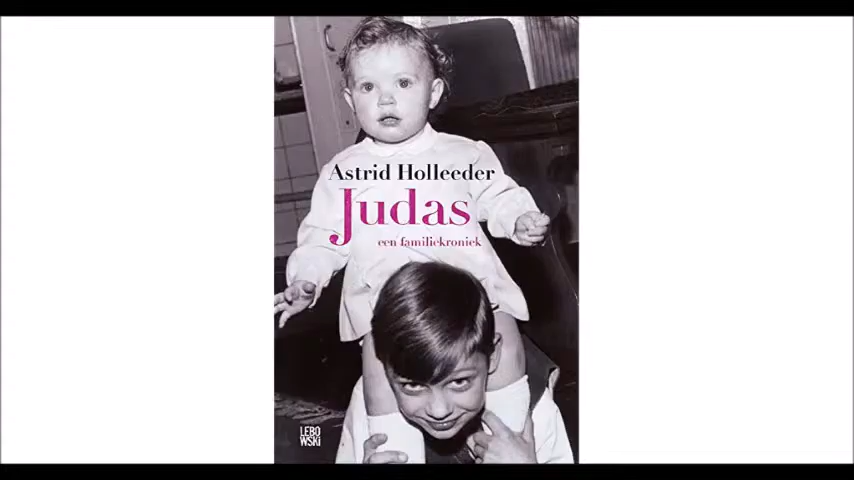 Astrid Holleeder
Judas
een familiekroniek
LEBO
WSKI